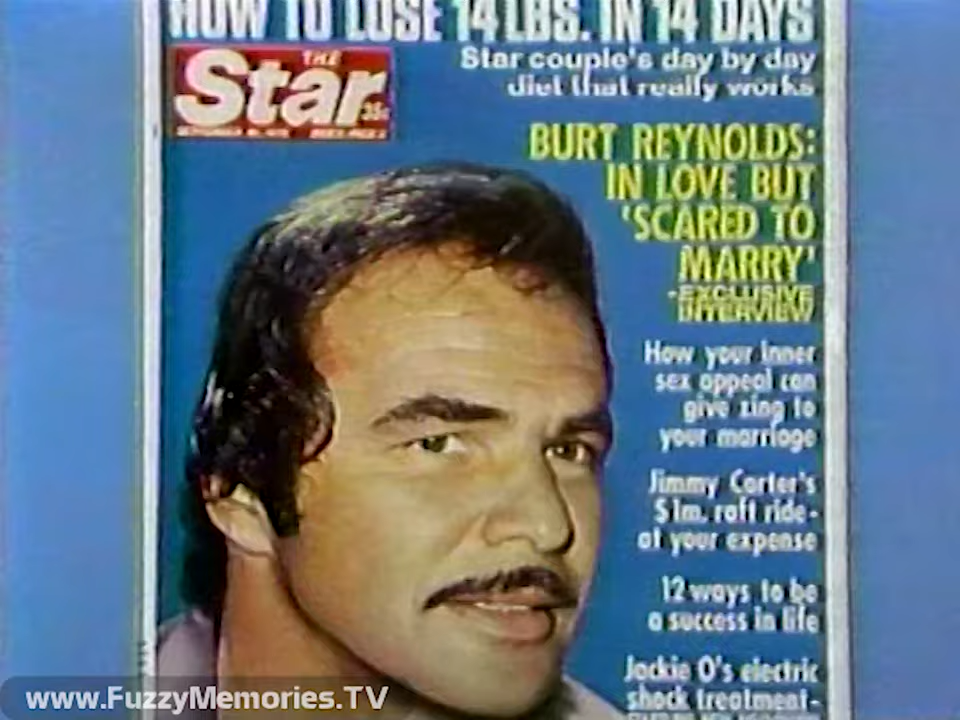 HOW TO LOSE 14 LBS. IN 14 DAYS
THE
Star
35¢
Star couple's day by day
diet that really works
BURT REYNOLDS:
IN LOVE BUT
'SCARED TO
MARRY'
-EXCLUSIVE
INTERVIEW
How your inner
sex appeal can
give zing to
your marriage
Jimmy Carter's
$1m. raft ride-
at your expense
12 ways to be
a success in life
Jackie O's electric
shock treatment-
www.FuzzyMemories.TV